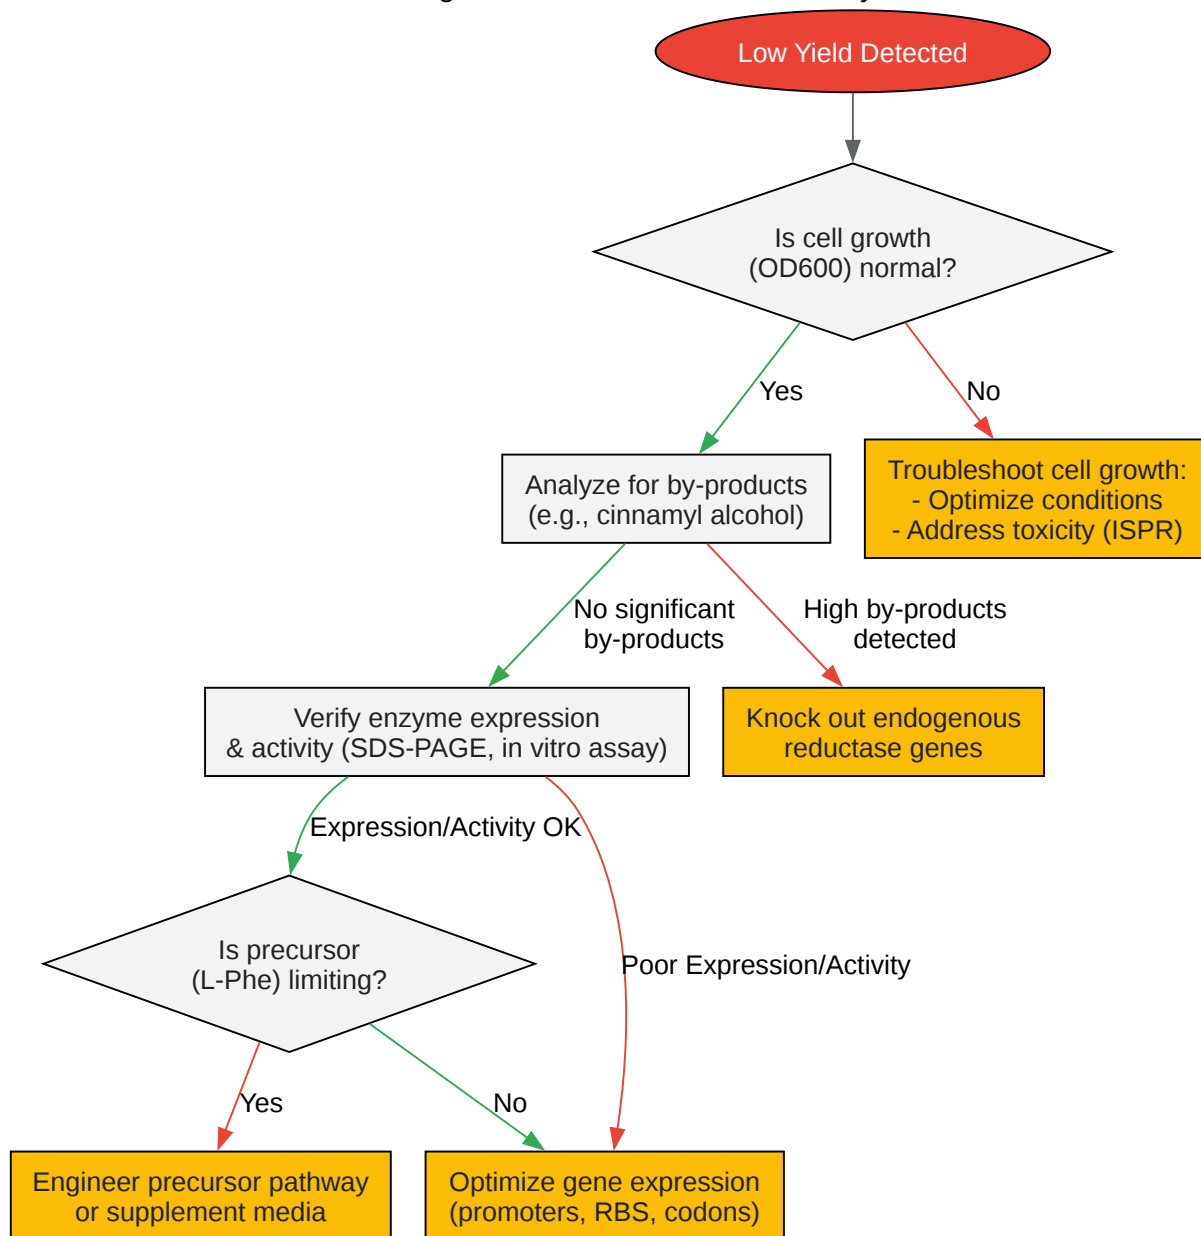 Low Yield Detected
Is cell growth
(OD600) normal?
Yes
No
Analyze for by-products
(e.g., cinnamyl alcohol)
Troubleshoot cell growth:
- Optimize conditions
- Address toxicity (ISPR)
No significant
by-products
High by-products
detected
Verify enzyme expression
& activity (SDS-PAGE, in vitro assay)
Knock out endogenous
reductase genes
Expression/Activity OK
Is precursor
(L-Phe) limiting?
Poor Expression/Activity
Yes
No
Engineer precursor pathway
or supplement media
Optimize gene expression
(promoters, RBS, codons)